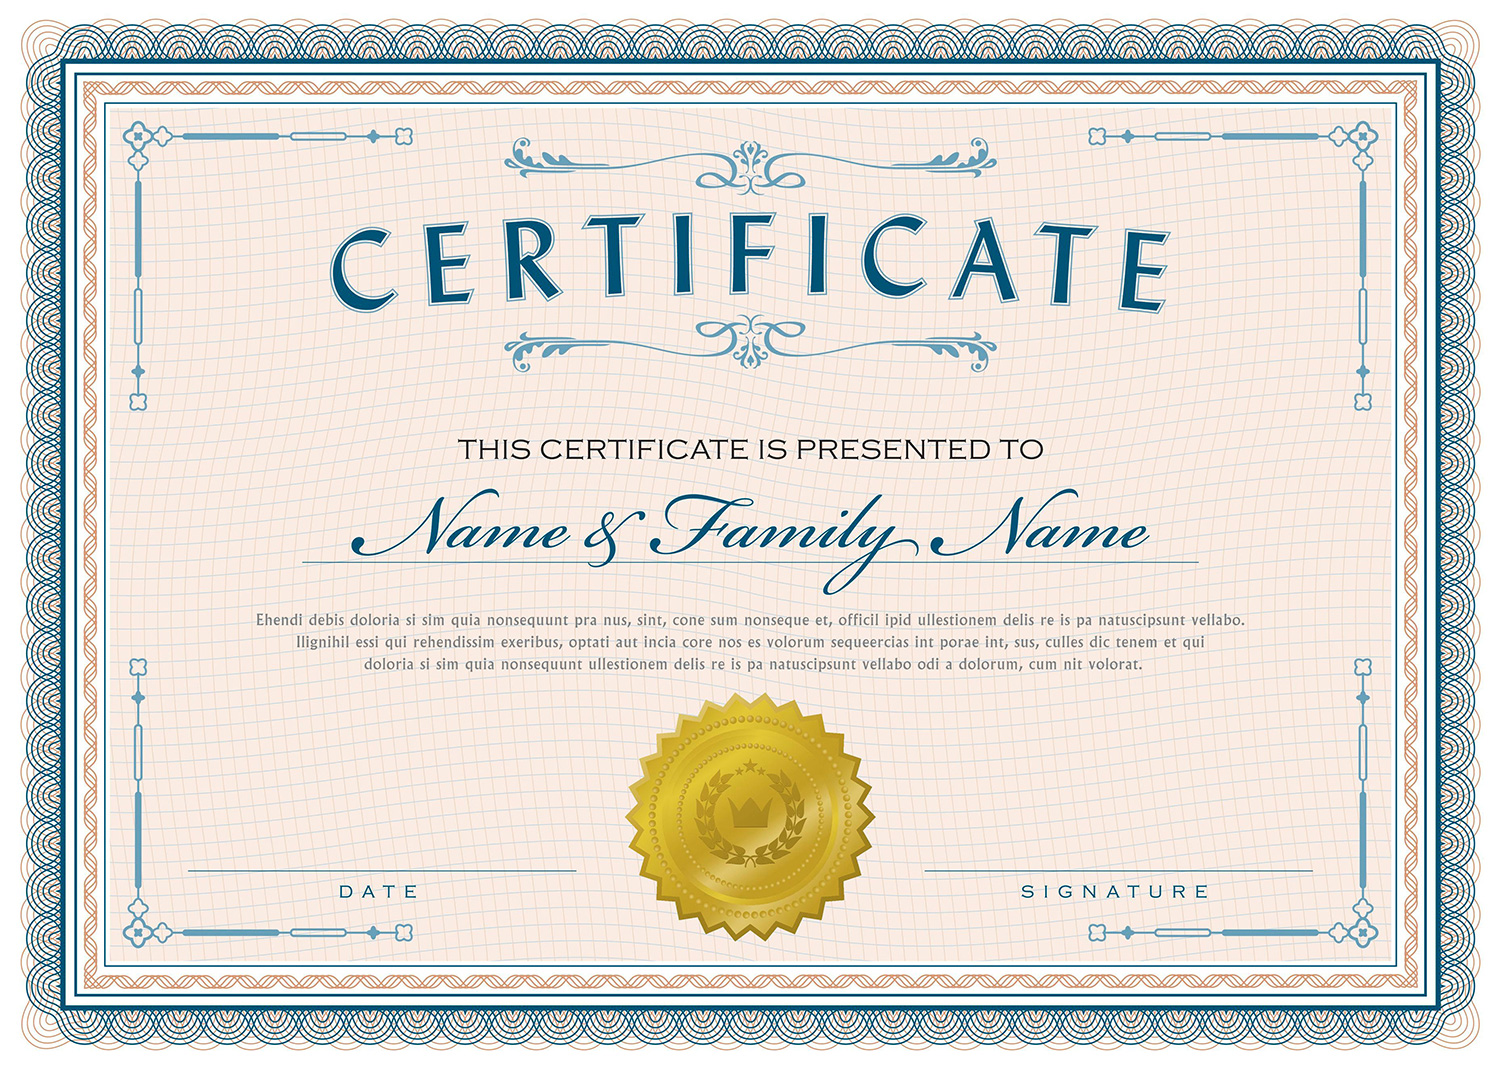 CERTIFICATE
THIS CERTIFICATE IS PRESENTED TO
Name & Family Name
Ehendi debis doloria si sim quia nonsequunt pra nus, sint, cone sum nonseque et, officil ipid ullestionem delis re is pa natuscipsunt vellabo.
Ilignihil essi qui rehendissim exeribus, optati aut incia core nos es volorum sequeercias int porae int, sus, culles dic tenem et qui
doloria si sim quia nonsequunt ullestionem delis re is pa natuscipsunt vellabo odi a dolorum, cum nit volorat.
DATE
SIGNATURE